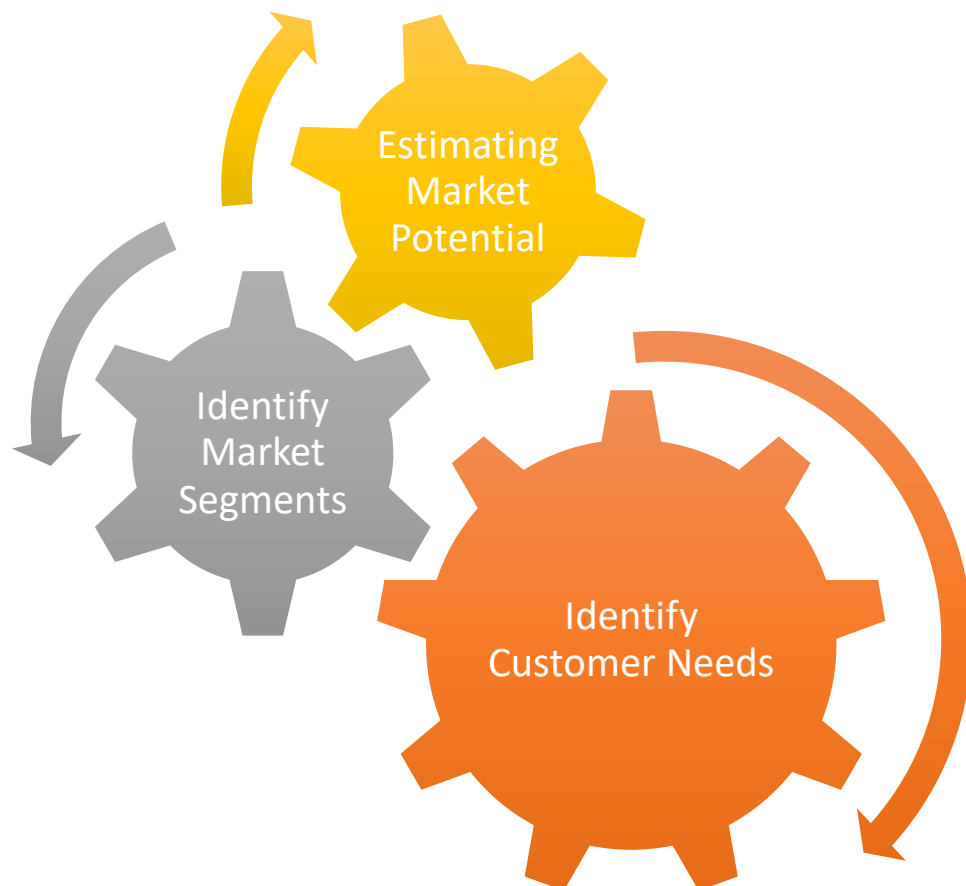 Estimating
Market
Potential
Identify
Market
Segments
Identify
Customer Needs